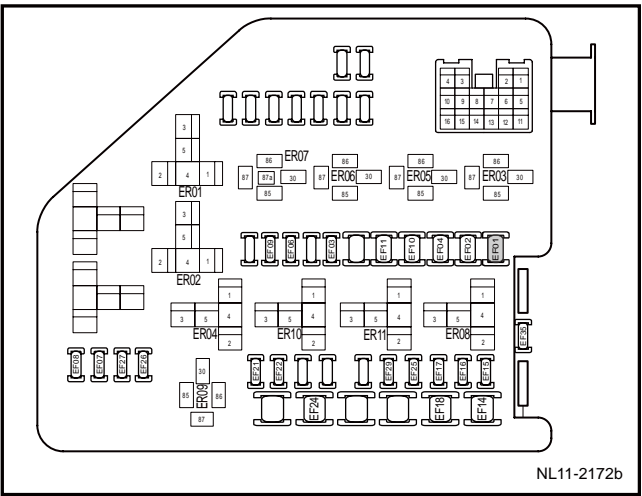 4 3 2 1
10 9 8 7 6 5
16 15 14 13 12 11
3
5
2 4 1
ER01
87 86 87a 30 85
ER07
87 86 30 85
ER06
87 86 30 85
ER05
87 86 30 85
ER03
3
5
2 4 1
ER02
EF09 EF06 EF03 EF11 EF10 EF04 EF02 EF01
3 5 1 4 2
ER04
3 5 1 4 2
ER10
3 5 1 4 2
ER11
3 5 1 4 2
ER08
EF35
EF08 EF07 EF27 EF26
30
85 86
87
ER09
EF21 EF22 EF29 EF25 EF17 EF16 EF15
EF24 EF18 EF14
NL11-2172b